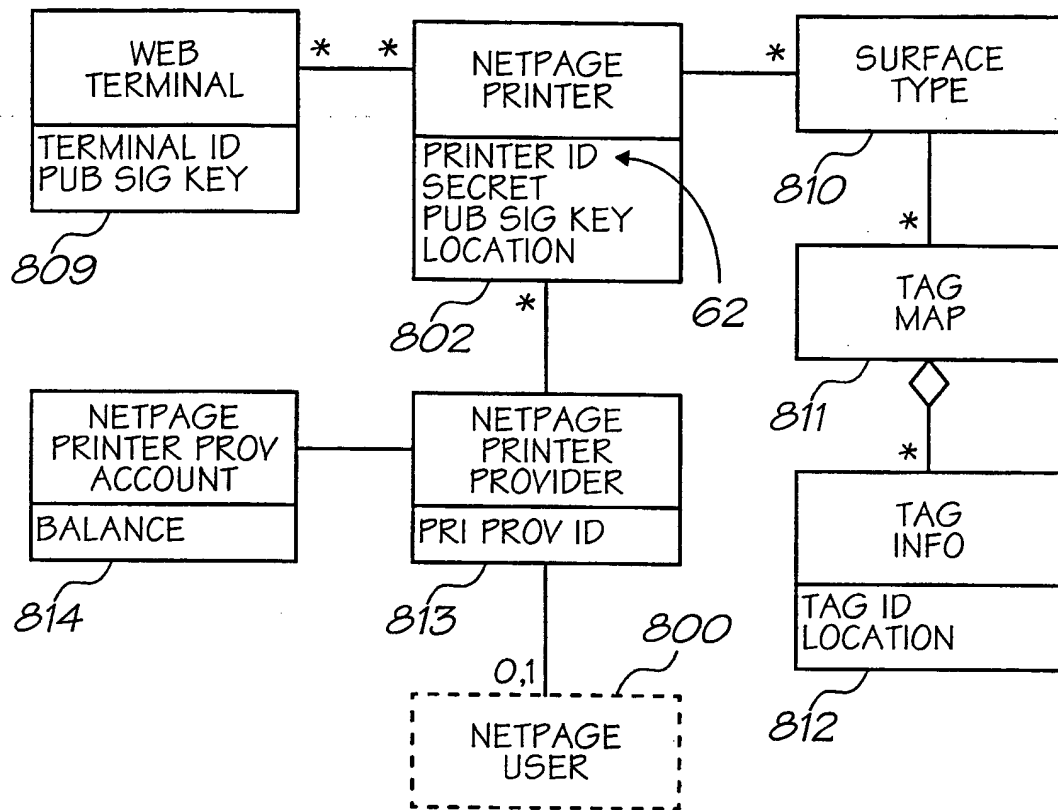 WEB
TERMINAL
TERMINAL ID
PUB SIG KEY
809
* *
NETPAGE
PRINTER
PRINTER ID
SECRET
PUB SIG KEY
LOCATION
802
62
*
SURFACE
TYPE
810
*
TAG
MAP
811
*
TAG
INFO
TAG ID
LOCATION
812
*
NETPAGE
PRINTER PROV
ACCOUNT
BALANCE
814
NETPAGE
PRINTER
PROVIDER
PRI PROV ID
813
0,1
800
NETPAGE
USER